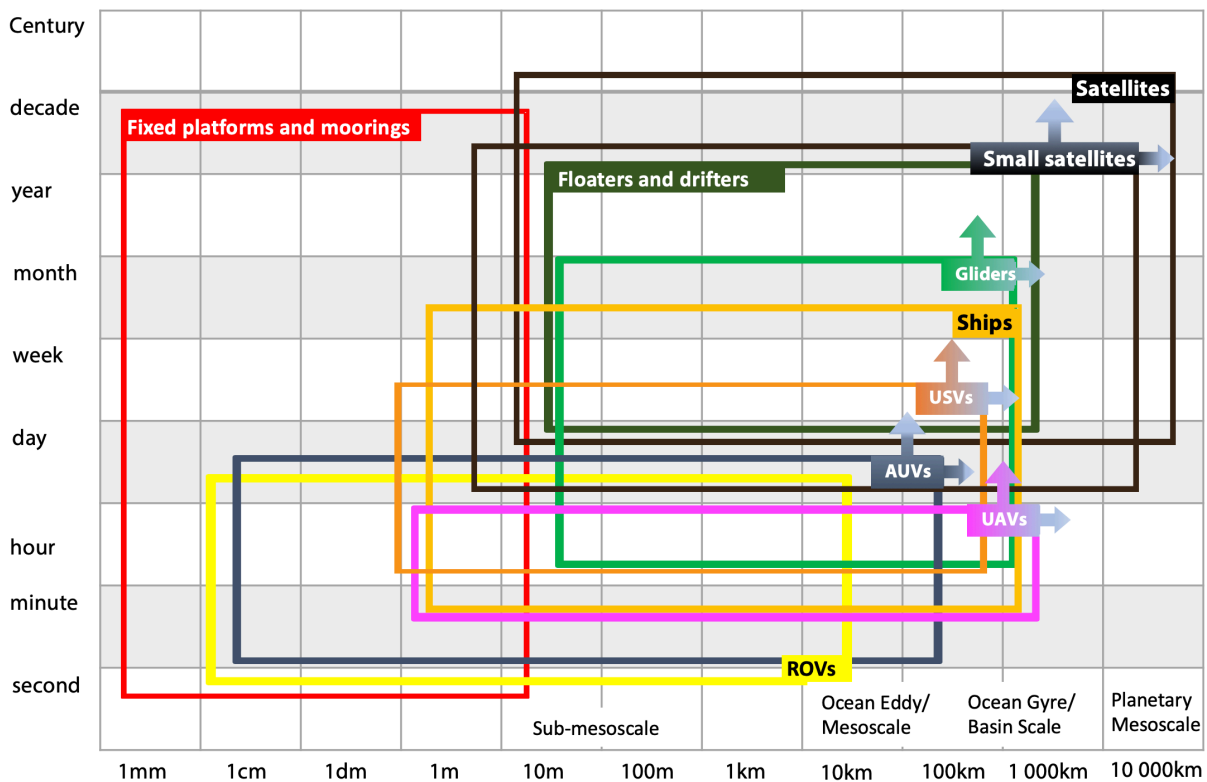 Century
decade
year
month
week
day
hour
minute
second
Satellites
Fixed platforms and moorings
Small satellites
Floaters and drifters
Gliders
Ships
USVs
AUVs
UAVs
ROVs
Sub-mesoscale
Ocean Eddy/
Mesoscale
Ocean Gyre/
Basin Scale
Planetary
Mesoscale
1mm
1cm
1dm
1m
10m
100m
1km
10km
100km
1 000km
10 000km